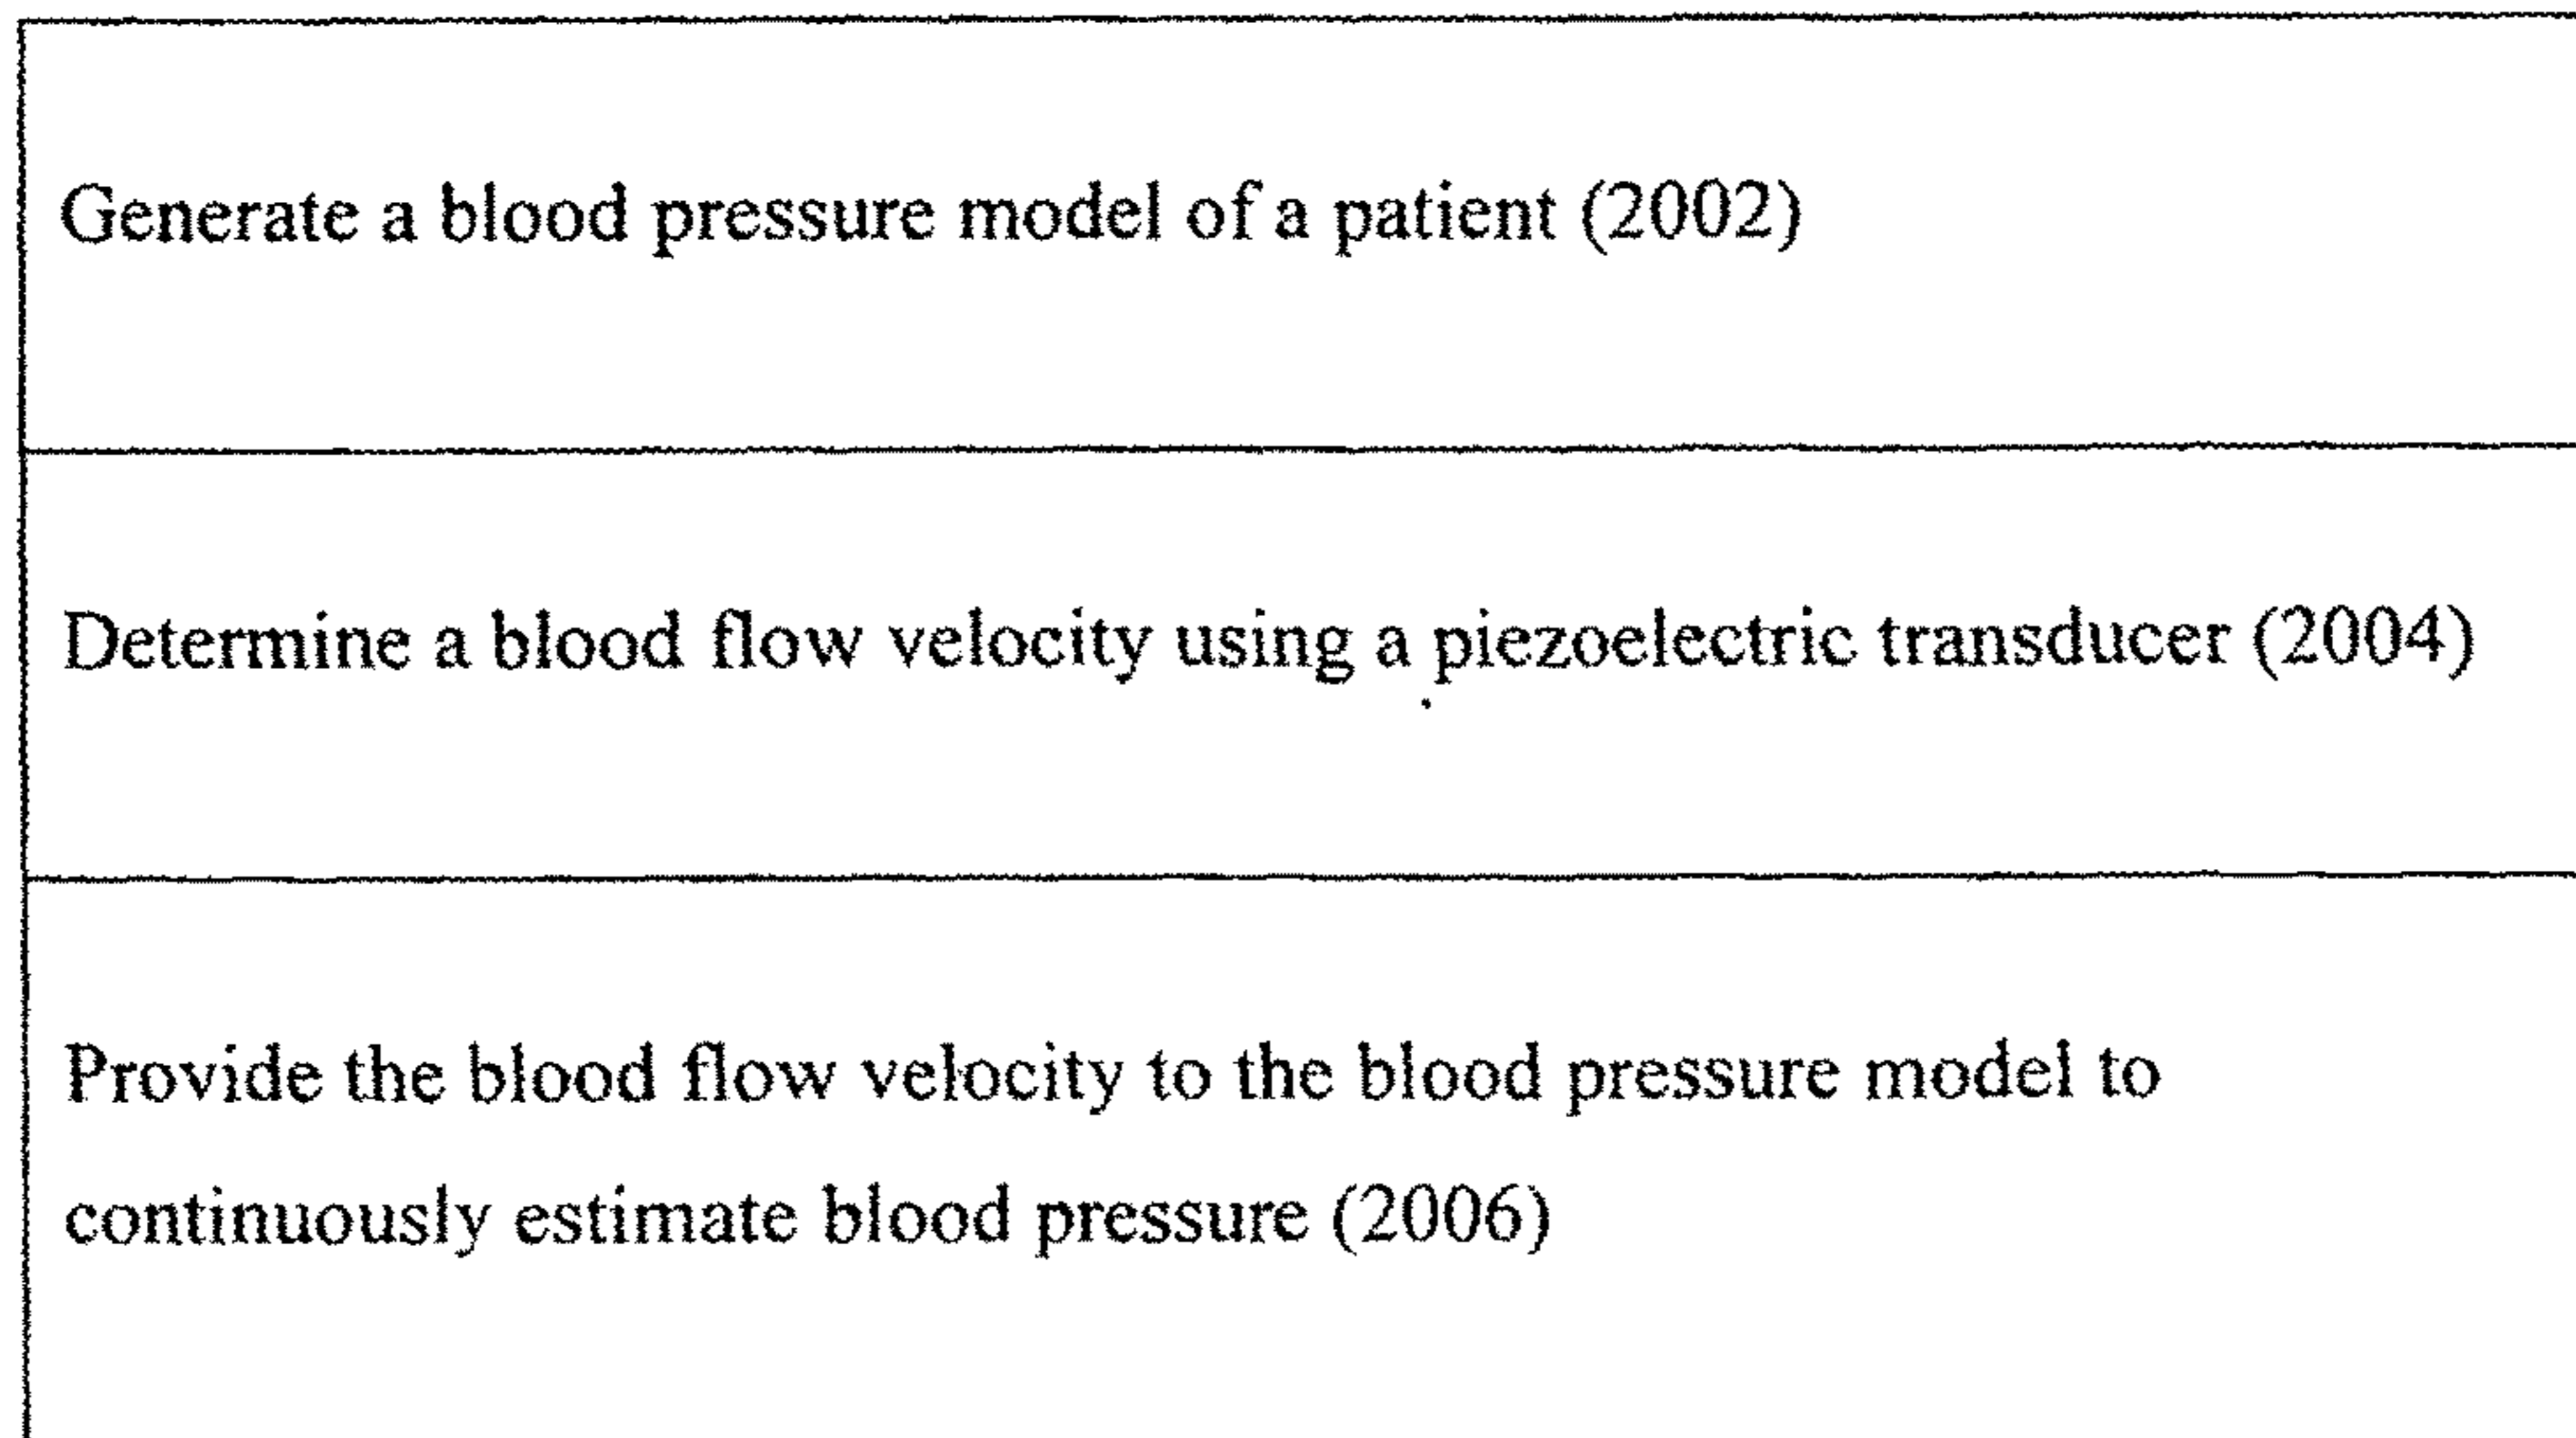 Generate a blood pressure model of a patient (2002)
Determine a blood flow velocity using a piezoelectric transducer (2004)
Provide the blood flow velocity to the blood pressure model to
continuously estimate blood pressure (2006)